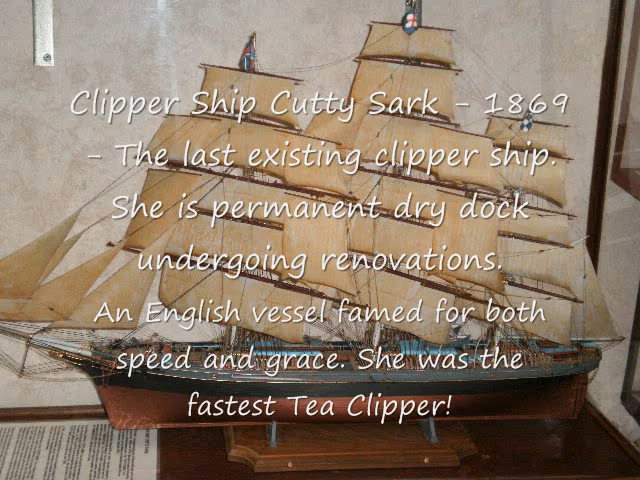 Clipper Ship Cutty Sark - 1869
- The last existing clipper ship.
She is permanent dry dock
undergoing renovations.
An English vessel famed for both
speed and grace. She was the
fastest Tea Clipper!